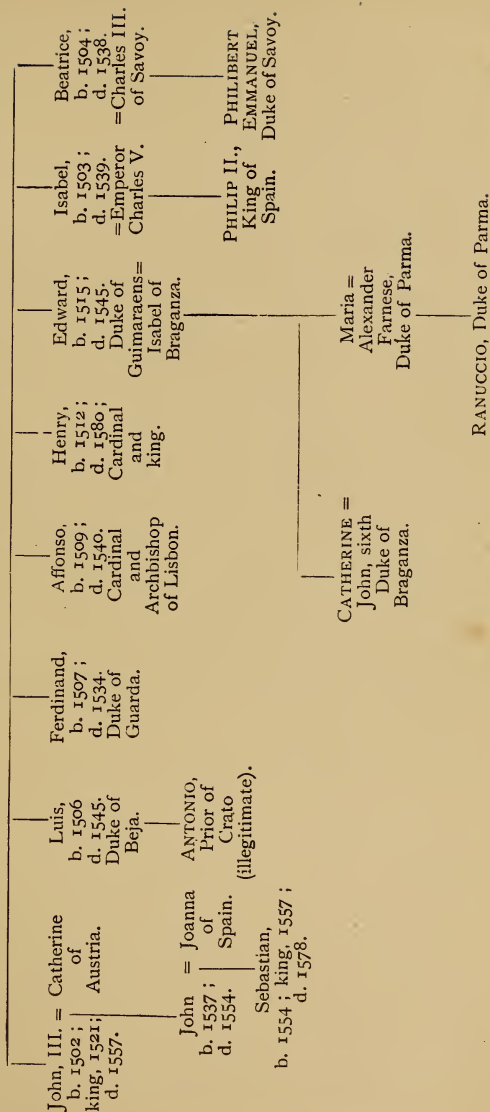 John, III. = Catherine
b. 1502 ;
of
king, 1521;
Austria.
d. 1557.
John = Joanna
b. 1537 ;
of
d. 1554.
Spain.
Sebastian,
b. 1554 ; king, 1557 ;
d. 1578.
Luis,
b. 1506
d. 1545.
Duke of
Beja.
ANTONIO,
Prior of
Crato
(illegitimate).
Ferdinand,
b. 1507 ;
d. 1534.
Duke of
Guarda.
Affonso,
b. 1509 ;
d. 1540.
Cardinal
and
Archbishop
of Lisbon.
Henry,
b. 1512 ;
d. 1580 ;
Cardinal
and
king.
Edward,
b. 1515 ;
d. 1545.
Duke of
Guimaraens=
Isabel of
Braganza.
CATHERINE =
John, sixth
Duke of
Braganza.
Maria =
Alexander
Farnese,
Duke of Parma.
RANUCCIO, Duke of Parma.
Isabel,
b. 1503 ;
d. 1539.
=Emperor
Charles V.
PHILIP II.,
King of
Spain.
Beatrice,
b. 1504 ;
d. 1538.
=Charles III.
of Savoy.
PHILIBERT
EMMANUEL,
Duke of Savoy.